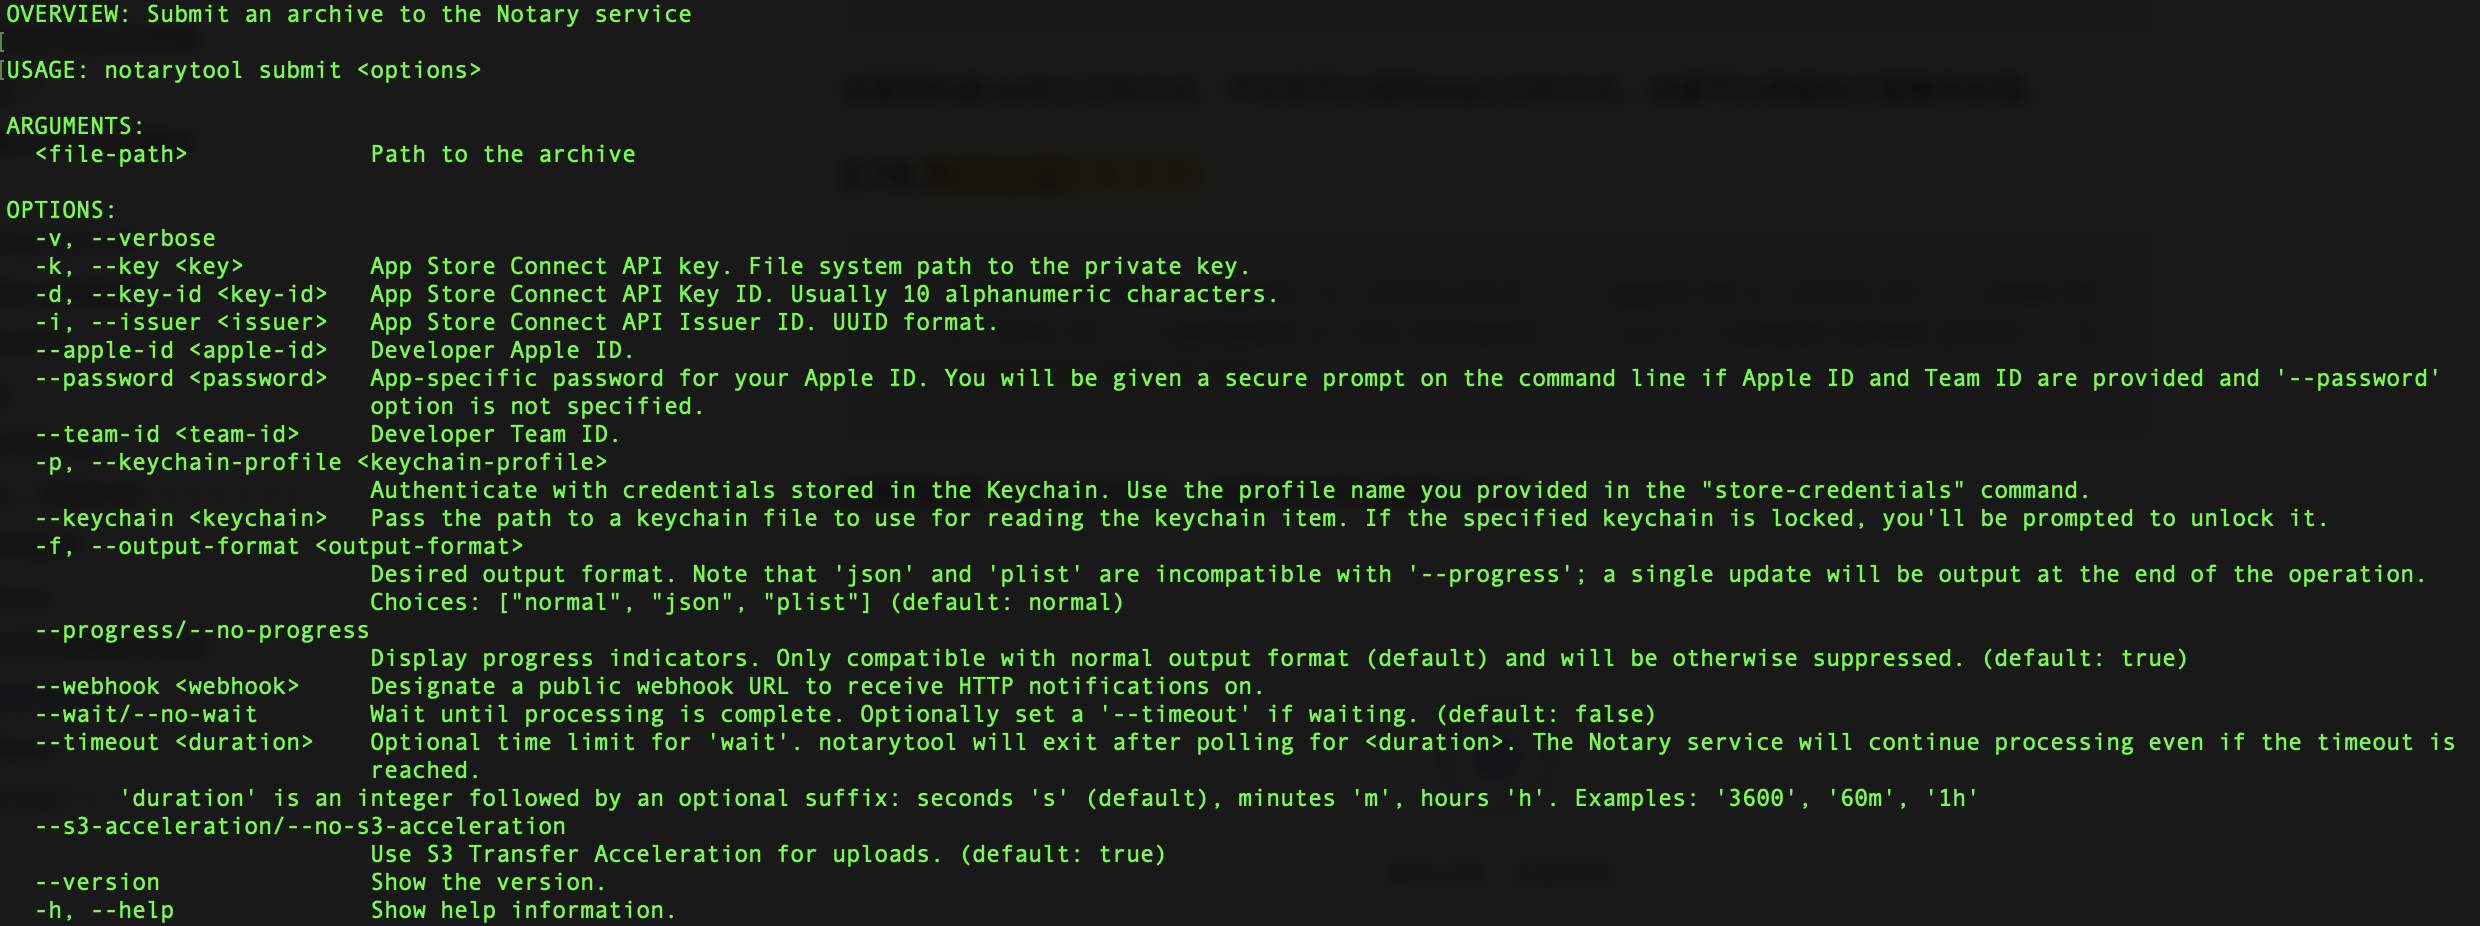 OVERVIEW: Submit an archive to the Notary service
USAGE: notarytool submit <options>
ARGUMENTS:
  <file-path>             Path to the archive
OPTIONS:
  -v, --verbose
  -k, --key <key>         App Store Connect API key. File system path to the private key.
  -d, --key-id <key-id>   App Store Connect API Key ID. Usually 10 alphanumeric characters.
  -i, --issuer <issuer>   App Store Connect API Issuer ID. UUID format.
  --apple-id <apple-id>   Developer Apple ID.
  --password <password>   App-specific password for your Apple ID. You will be given a secure prompt on the command line if Apple ID and Team ID are provided and '--password'
                          option is not specified.
  --team-id <team-id>     Developer Team ID.
  -p, --keychain-profile <keychain-profile>
                          Authenticate with credentials stored in the Keychain. Use the profile name you provided in the "store-credentials" command.
  --keychain <keychain>   Pass the path to a keychain file to use for reading the keychain item. If the specified keychain is locked, you'll be prompted to unlock it.
  -f, --output-format <output-format>
                          Desired output format. Note that 'json' and 'plist' are incompatible with '--progress'; a single update will be output at the end of the operation.
                          Choices: ["normal", "json", "plist"] (default: normal)
  --progress/--no-progress
                          Display progress indicators. Only compatible with normal output format (default) and will be otherwise suppressed. (default: true)
  --webhook <webhook>     Designate a public webhook URL to receive HTTP notifications on.
  --wait/--no-wait        Wait until processing is complete. Optionally set a '--timeout' if waiting. (default: false)
  --timeout <duration>    Optional time limit for 'wait'. notarytool will exit after polling for <duration>. The Notary service will continue processing even if the timeout is
                          reached.
        'duration' is an integer followed by an optional suffix: seconds 's' (default), minutes 'm', hours 'h'. Examples: '3600', '60m', '1h'
  --s3-acceleration/--no-s3-acceleration
                          Use S3 Transfer Acceleration for uploads. (default: true)
  --version               Show the version.
  -h, --help              Show help information.